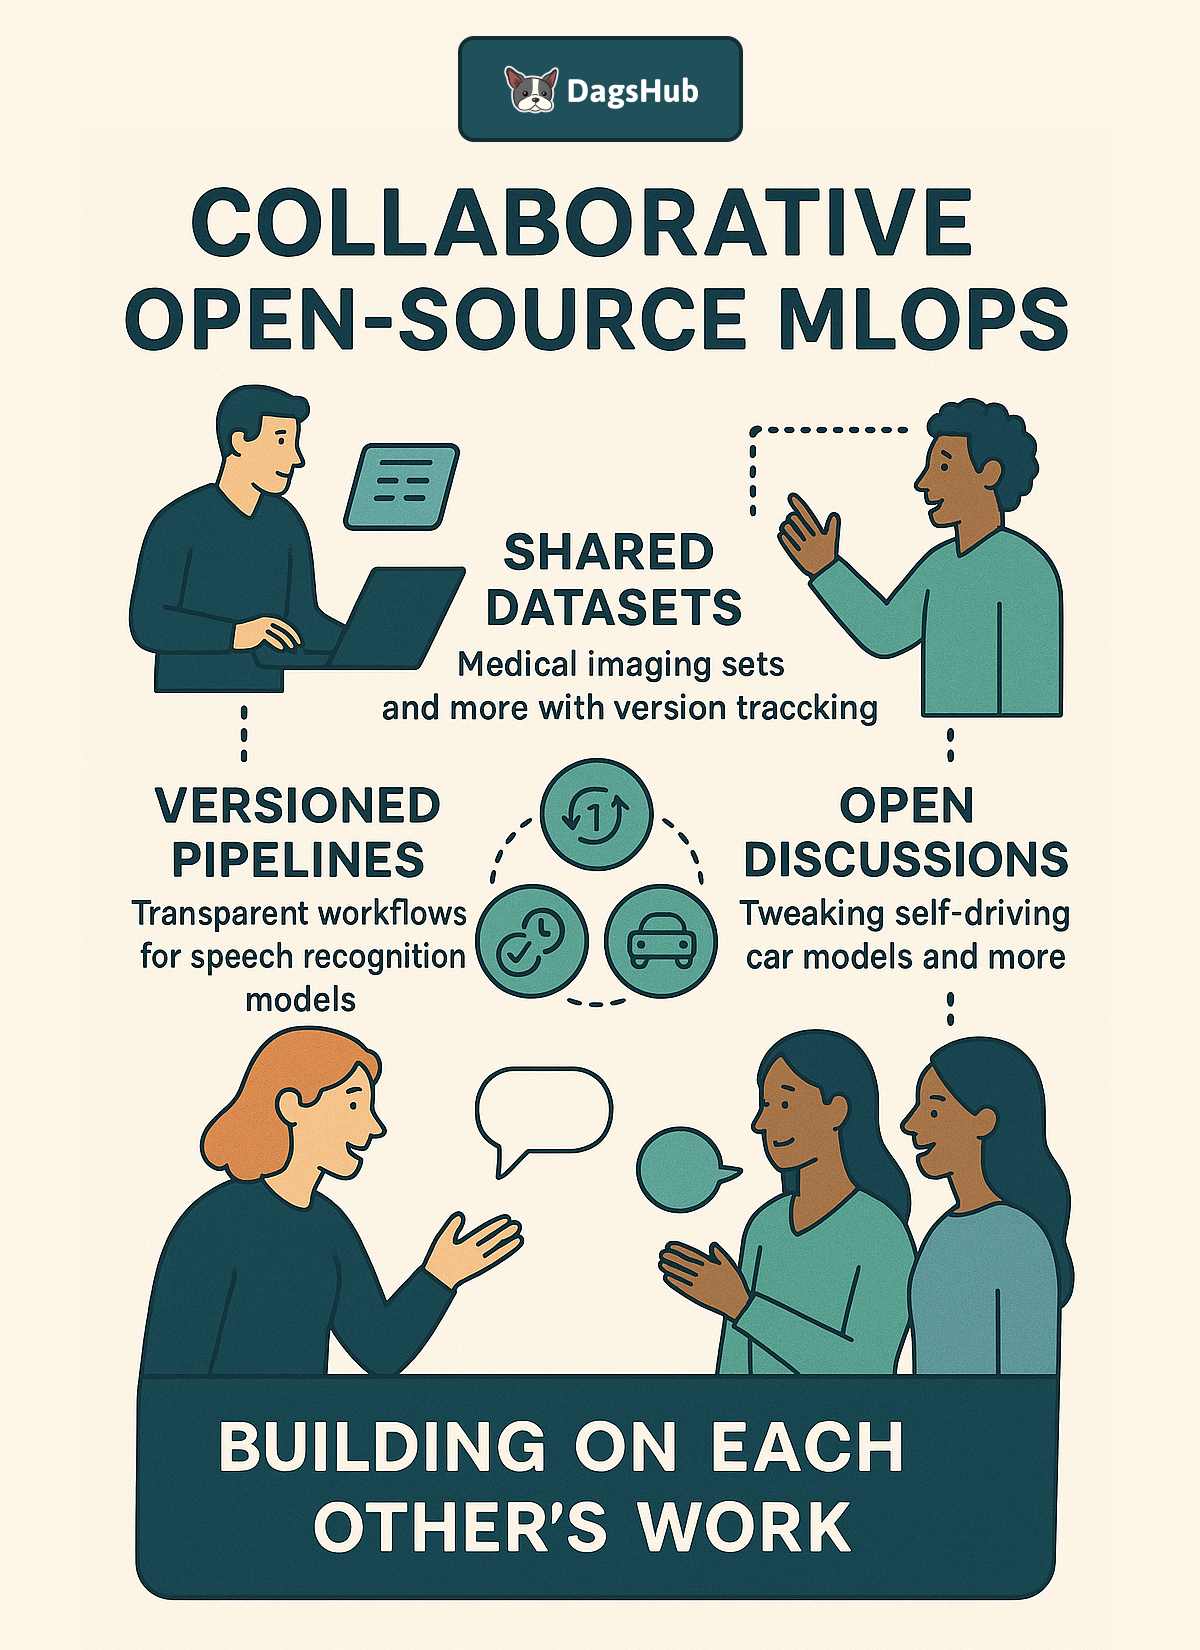 DagsHub
COLLABORATIVE
OPEN-SOURCE MLOPS
SHARED
DATASETS
Medical imaging sets
and more with version traccking
1
VERSIONED
PIPELINES
Transparent workflows
for speech recognition
models
OPEN
DISCUSSIONS
Tweaking self-driving
car models and more
BUILDING ON EACH
OTHER'S WORK